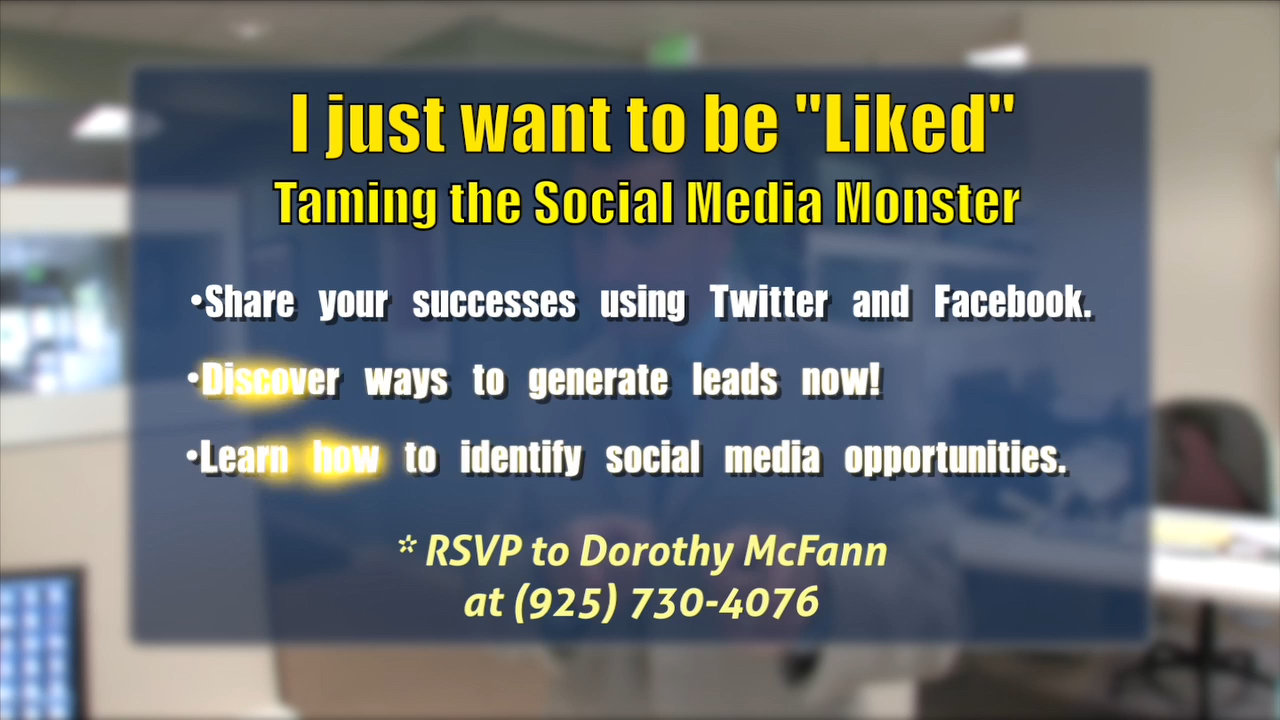 I just want to be "Liked"
Taming the Social Media Monster
•Share your successes using Twitter and Facebook.
•Discover ways to generate leads now!
•Learn how to identify social media opportunities.
* RSVP to Dorothy McFann
at (925) 730-4076